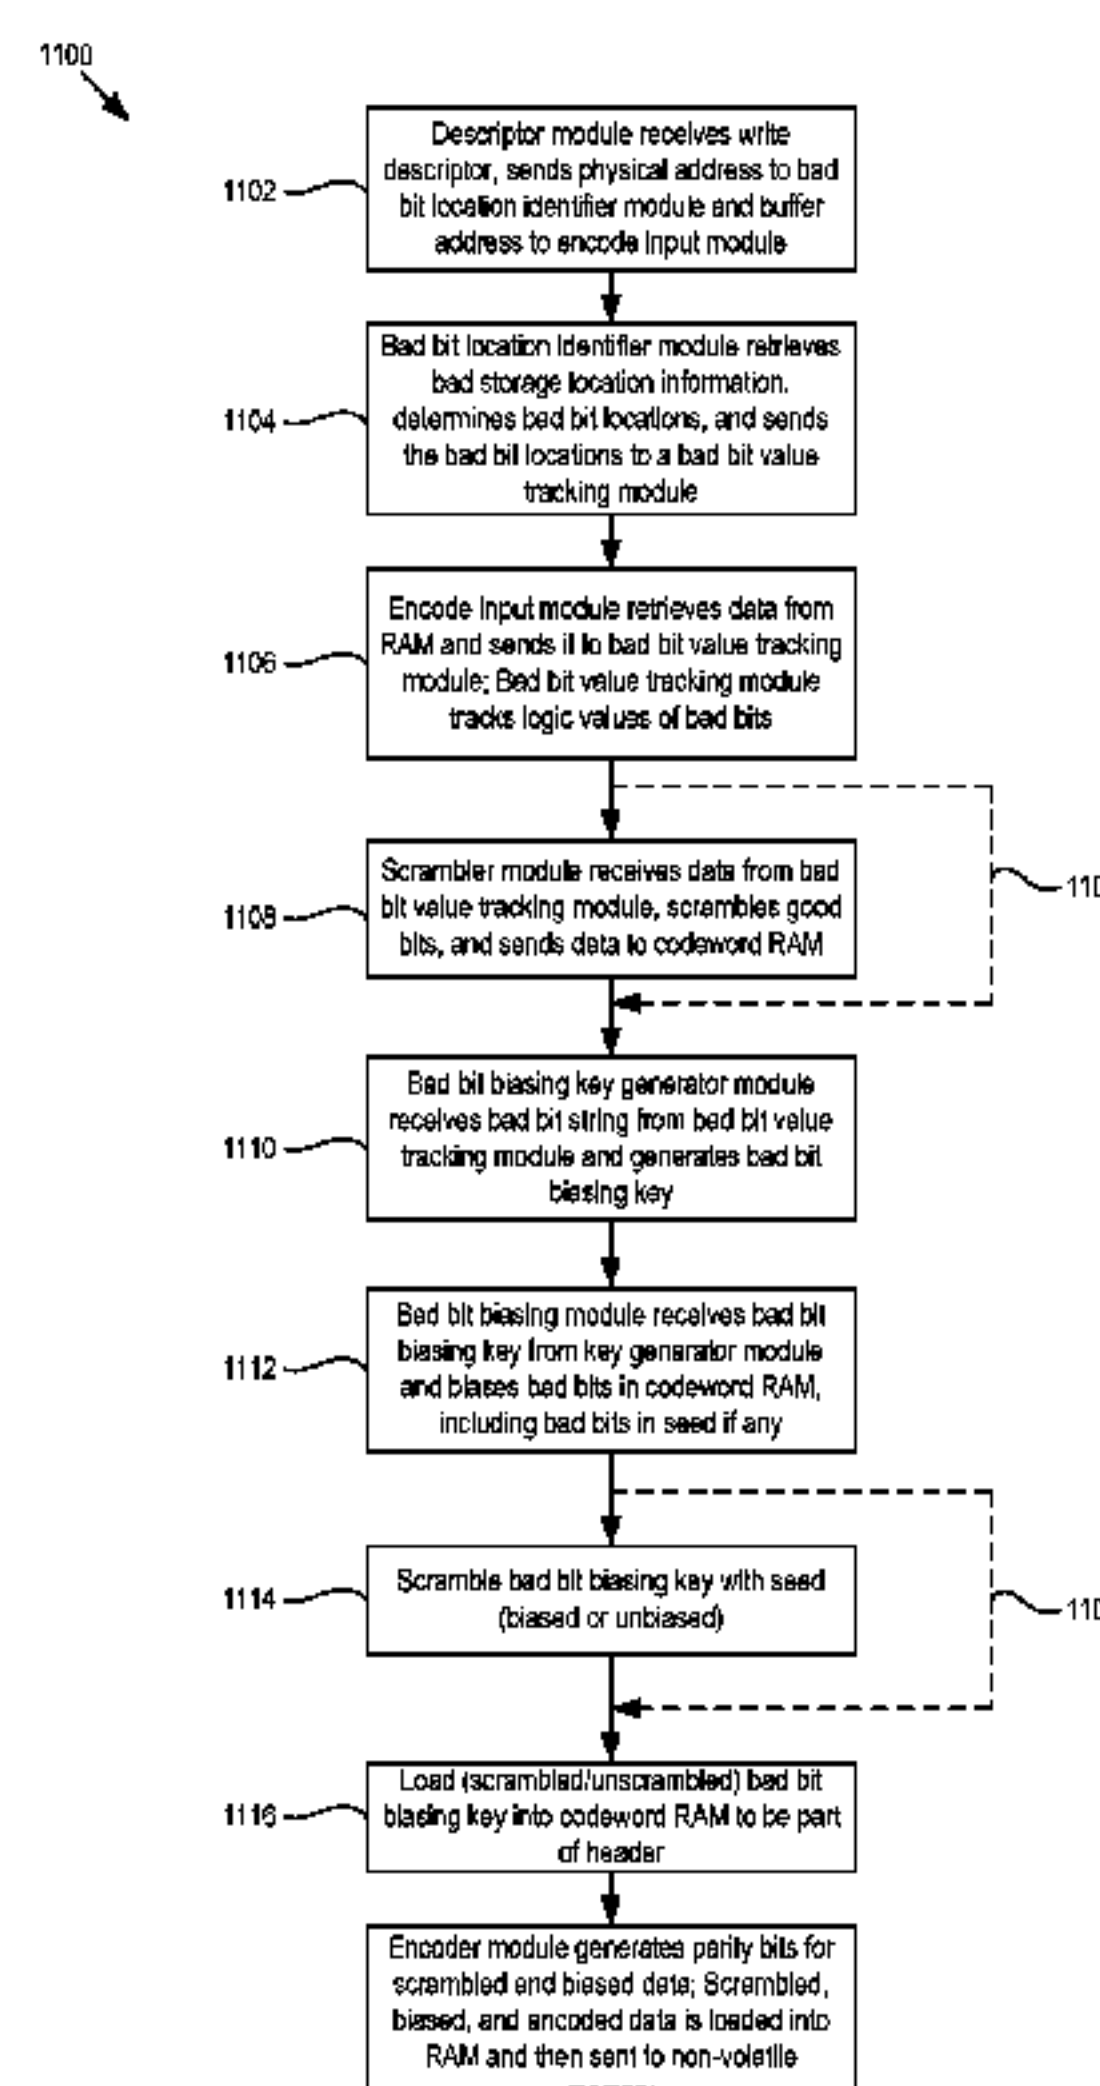 1100
Descriptor module receives write
descriptor, sends physical address to bad
bit location identifier module and buffer
address to encode input module
1102
Bad bit location identifier module retrieves
bad storage location information,
determines bad bit locations, and sends
the bad bit locations to a bad bit value
tracking module
1104
Encode input module retrieves data from
RAM and sends it to bad bit value tracking
module; Bad bit value tracking module
tracks logic values of bad bits
1106
Scrambler module receives data from bad
bit value tracking module, scrambles good
bits, and sends data to codeword RAM
1108
110
Bad bit biasing key generator module
receives bad bit string from bad bit value
tracking module and generates bad bit
biasing key
1110
Bad bit biasing module receives bad bit
biasing key from key generator module
and biases bad bits in codeword RAM,
including bad bits in seed if any
1112
Scramble bad bit biasing key with seed
(biased or unbiased)
1114
110
Load (scrambled/unscrambled) bad bit
biasing key into codeword RAM to be part
of header
1116
Encoder module generates parity bits for
scrambled and biased data; Scrambled,
biased, and encoded data is loaded into
RAM and then sent to non-volatile